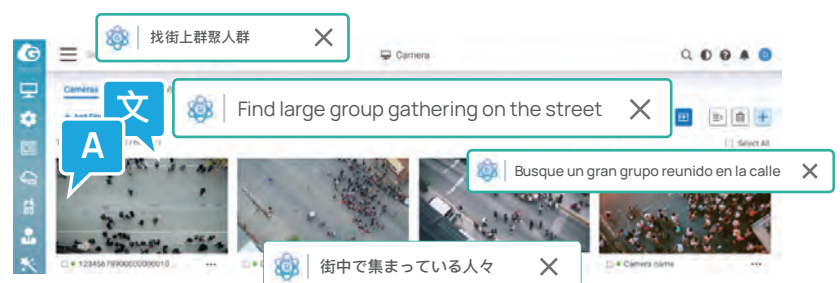 找街上群聚人群
Camera
Cameras
Find large group gathering on the street
文
A
Select All
Busque un gran grupo reunido en la calle
街中で集まっている人々
Camera name